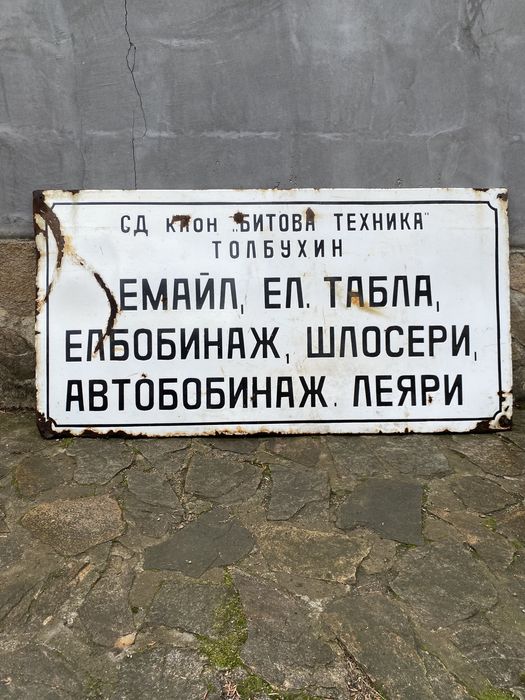 СД КЛОН „БИТОВА ТЕХНИКА"
ТОЛБУХИН
ЕМАЙЛ, ЕЛ. ТАБЛА,
ЕЛБОБИНАЖ, ШЛОСЕРИ,
АВТОБОБИНАЖ. ЛЕЯРИ